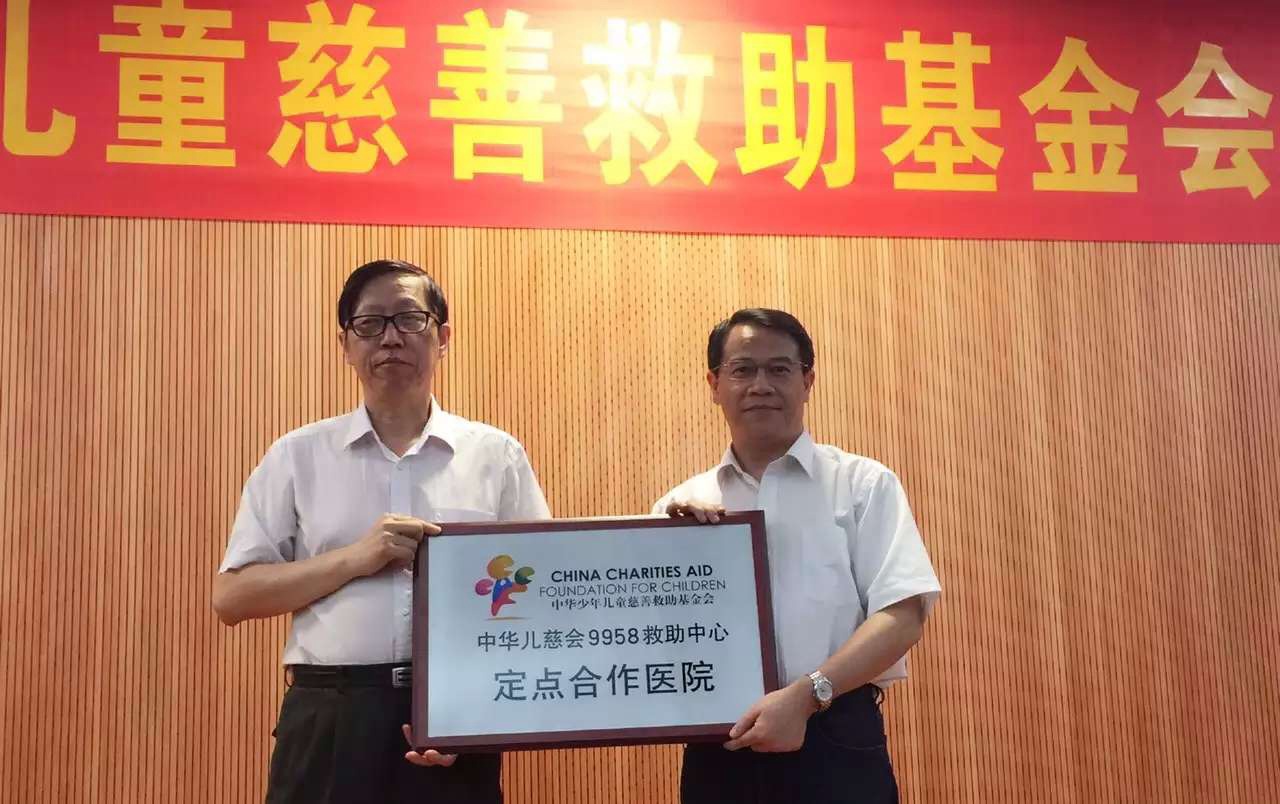 儿童慈善救助基金会
CHINA CHARITIES AID
FOUNDATION FOR CHILDREN
中华少年儿童慈善救助基金会
中华儿慈会9958救助中心
定点合作医院